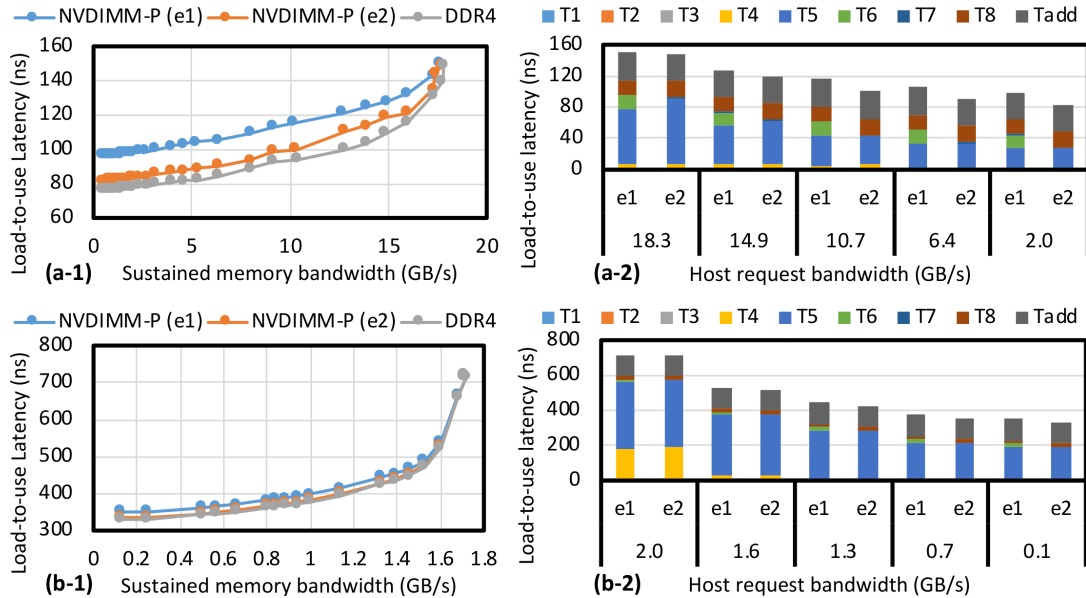 NVDIMM-P (e1) NVDIMM-P (e2) DDR4
Load-to-use latency (ns)
160
140
120
100
80
60
0 5 10 15 20
(a-1) Sustained memory bandwidth (GB/s)
T1 T2 T3 T4 T5 T6 T7 T8 Tadd
Load-to-use latency (ns)
160
120
80
40
0
e1 e2 e1 e2 e1 e2 e1 e2 e1 e2
18.3 14.9 10.7 6.4 2.0
(a-2) Host request bandwidth (GB/s)
NVDIMM-P (e1) NVDIMM-P (e2) DDR4
Load-to-use Latency (ns)
800
700
600
500
400
300
0 0.2 0.4 0.6 0.8 1 1.2 1.4 1.6 1.8
(b-1) Sustained memory bandwidth (GB/s)
T1 T2 T3 T4 T5 T6 T7 T8 Tadd
Load-to-use latency (ns)
800
600
400
200
0
e1 e2 e1 e2 e1 e2 e1 e2 e1 e2
2.0 1.6 1.3 0.7 0.1
(b-2) Host request bandwidth (GB/s)